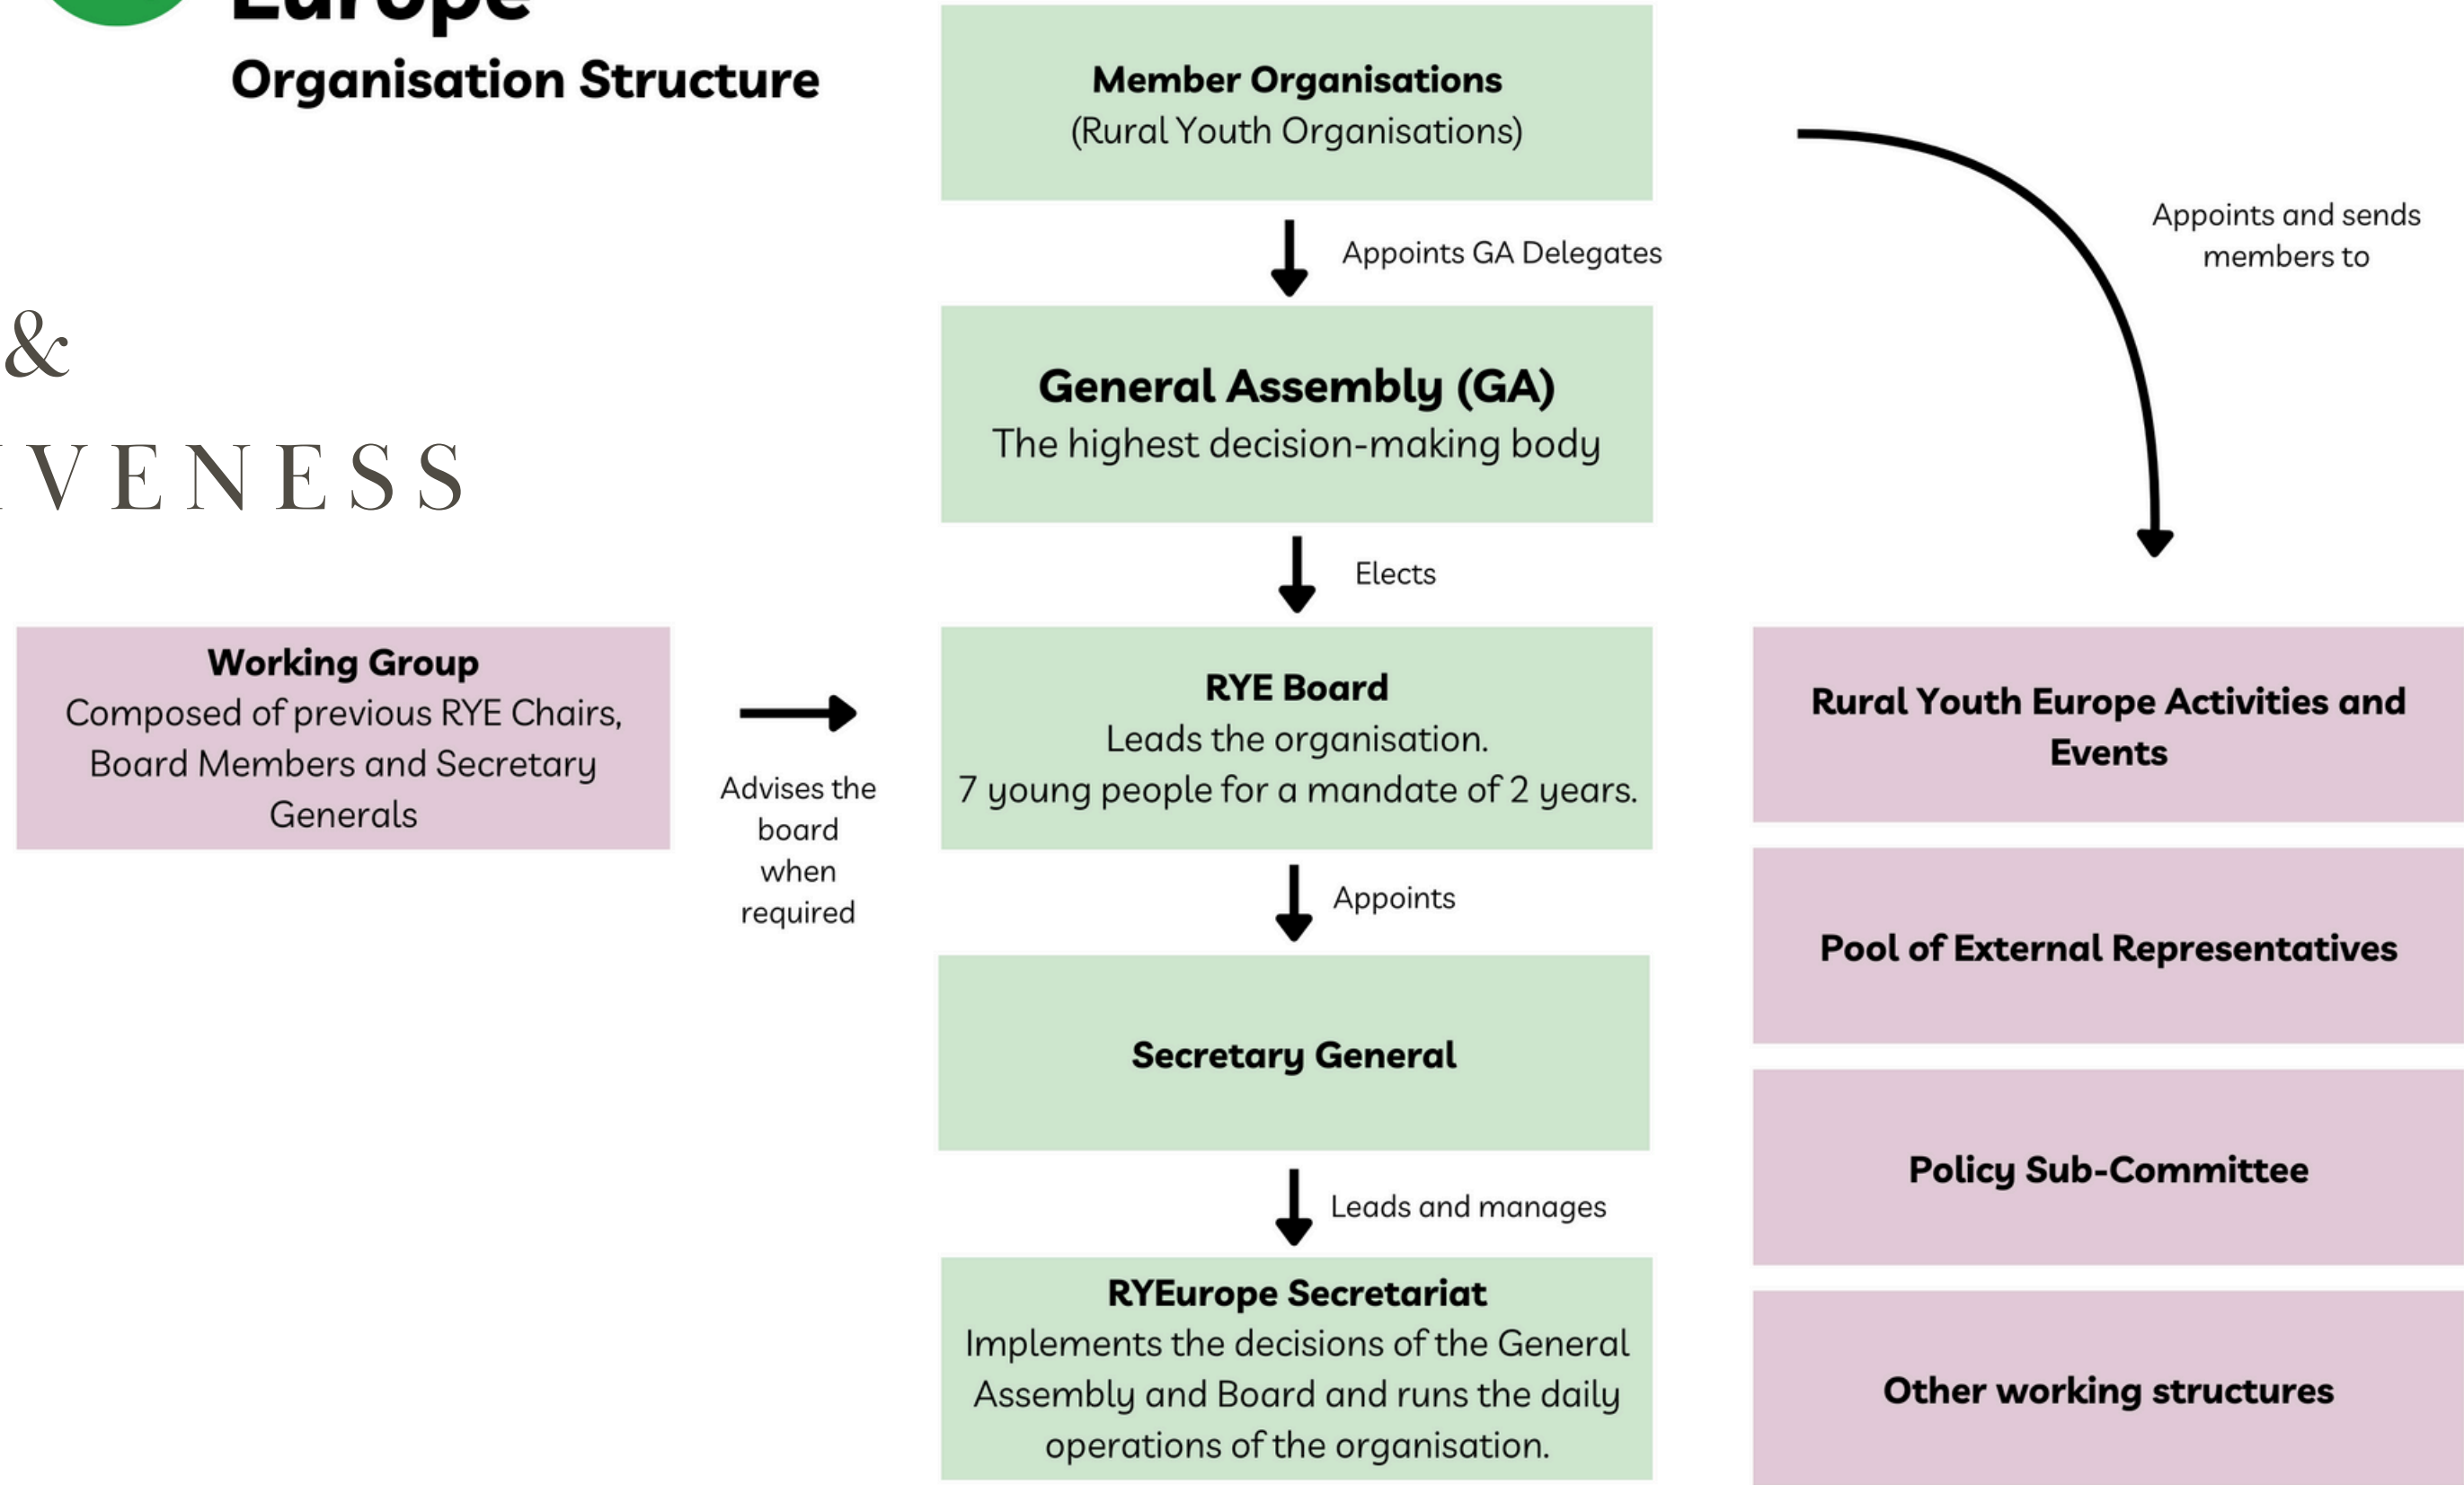 Europe
Organisation Structure
&
IVENESS
Member Organisations
(Rural Youth Organisations)
Appoints GA Delegates
Appoints and sends
members to
General Assembly (GA)
The highest decision-making body
Elects
Working Group
Composed of previous RYE Chairs,
Board Members and Secretary
Generals
Advises the
board
when
required
RYE Board
Leads the organisation.
7 young people for a mandate of 2 years.
Appoints
Secretary General
Leads and manages
RYEurope Secretariat
Implements the decisions of the General
Assembly and Board and runs the daily
operations of the organisation.
Rural Youth Europe Activities and
Events
Pool of External Representatives
Policy Sub-Committee
Other working structures